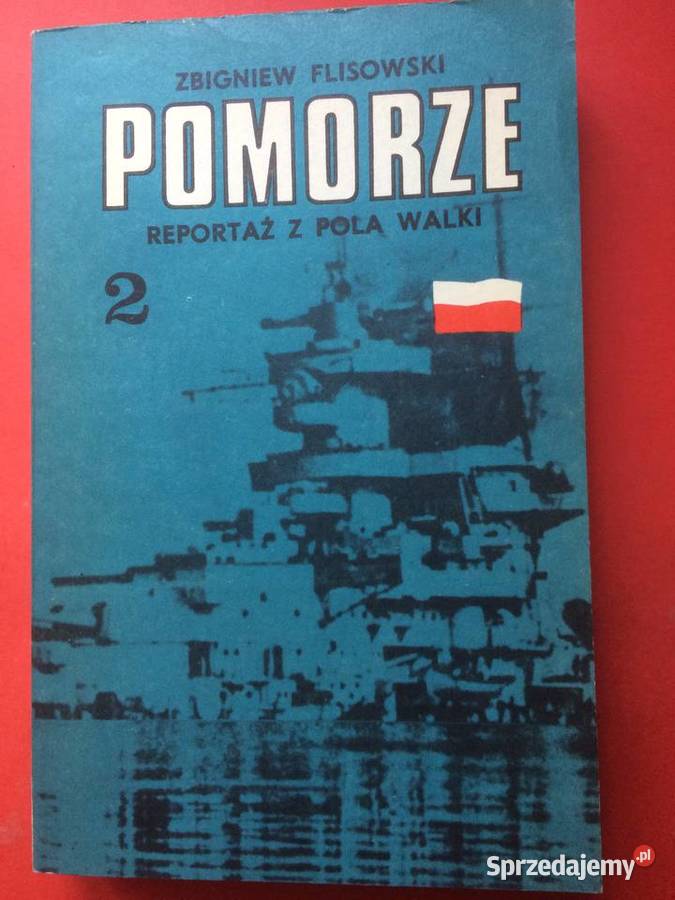 ZBIGNIEW FLISOWSKI
POMORZE
REPORTAŻ Z POLA WALKI
2
Sprzedajemy.pl